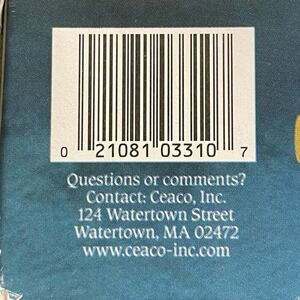 0 21081 03310 7
Questions or comments?
Contact: Ceaco, Inc.
124 Watertown Street
Watertown, MA 02472
www.ceaco-inc.com